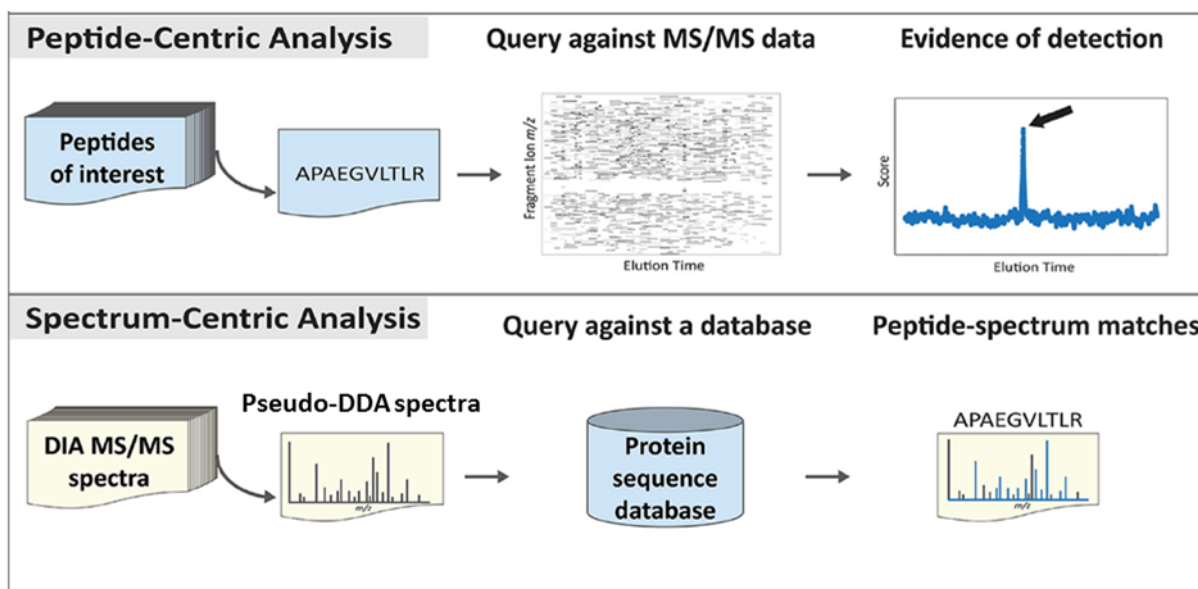 Peptide-Centric Analysis
Query against MS/MS data
Evidence of detection
Peptides
of interest
APAEGVLTLR
Fragment Ion m/z
Elution Time
Score
Elution Time
Spectrum-Centric Analysis
Query against a database
Peptide-spectrum matches
DIA MS/MS
spectra
Pseudo-DDA spectra
m/z
Protein
sequence
database
APAEGVLTLR
m/z